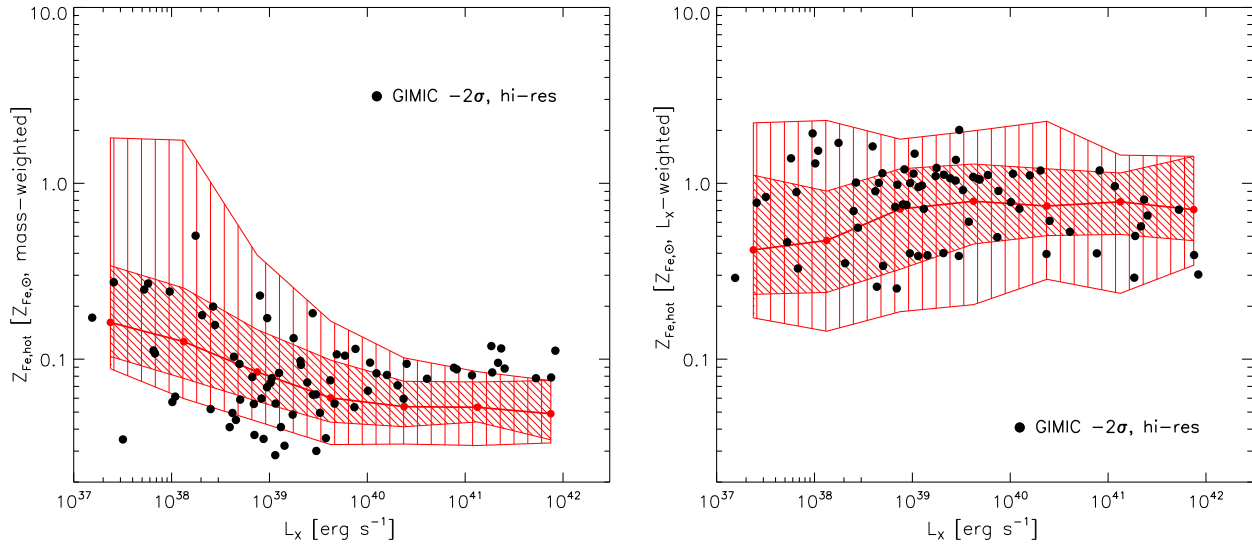 10.0
1.0
0.1
Z_Fe,hot [Z_Fe,⊙, mass−weighted]
● GIMIC −2σ, hi−res
10^37 10^38 10^39 10^40 10^41 10^42
L_X [erg s^−1]
10.0
1.0
0.1
Z_Fe,hot [Z_Fe,⊙, L_X−weighted]
● GIMIC −2σ, hi−res
10^37 10^38 10^39 10^40 10^41 10^42
L_X [erg s^−1]